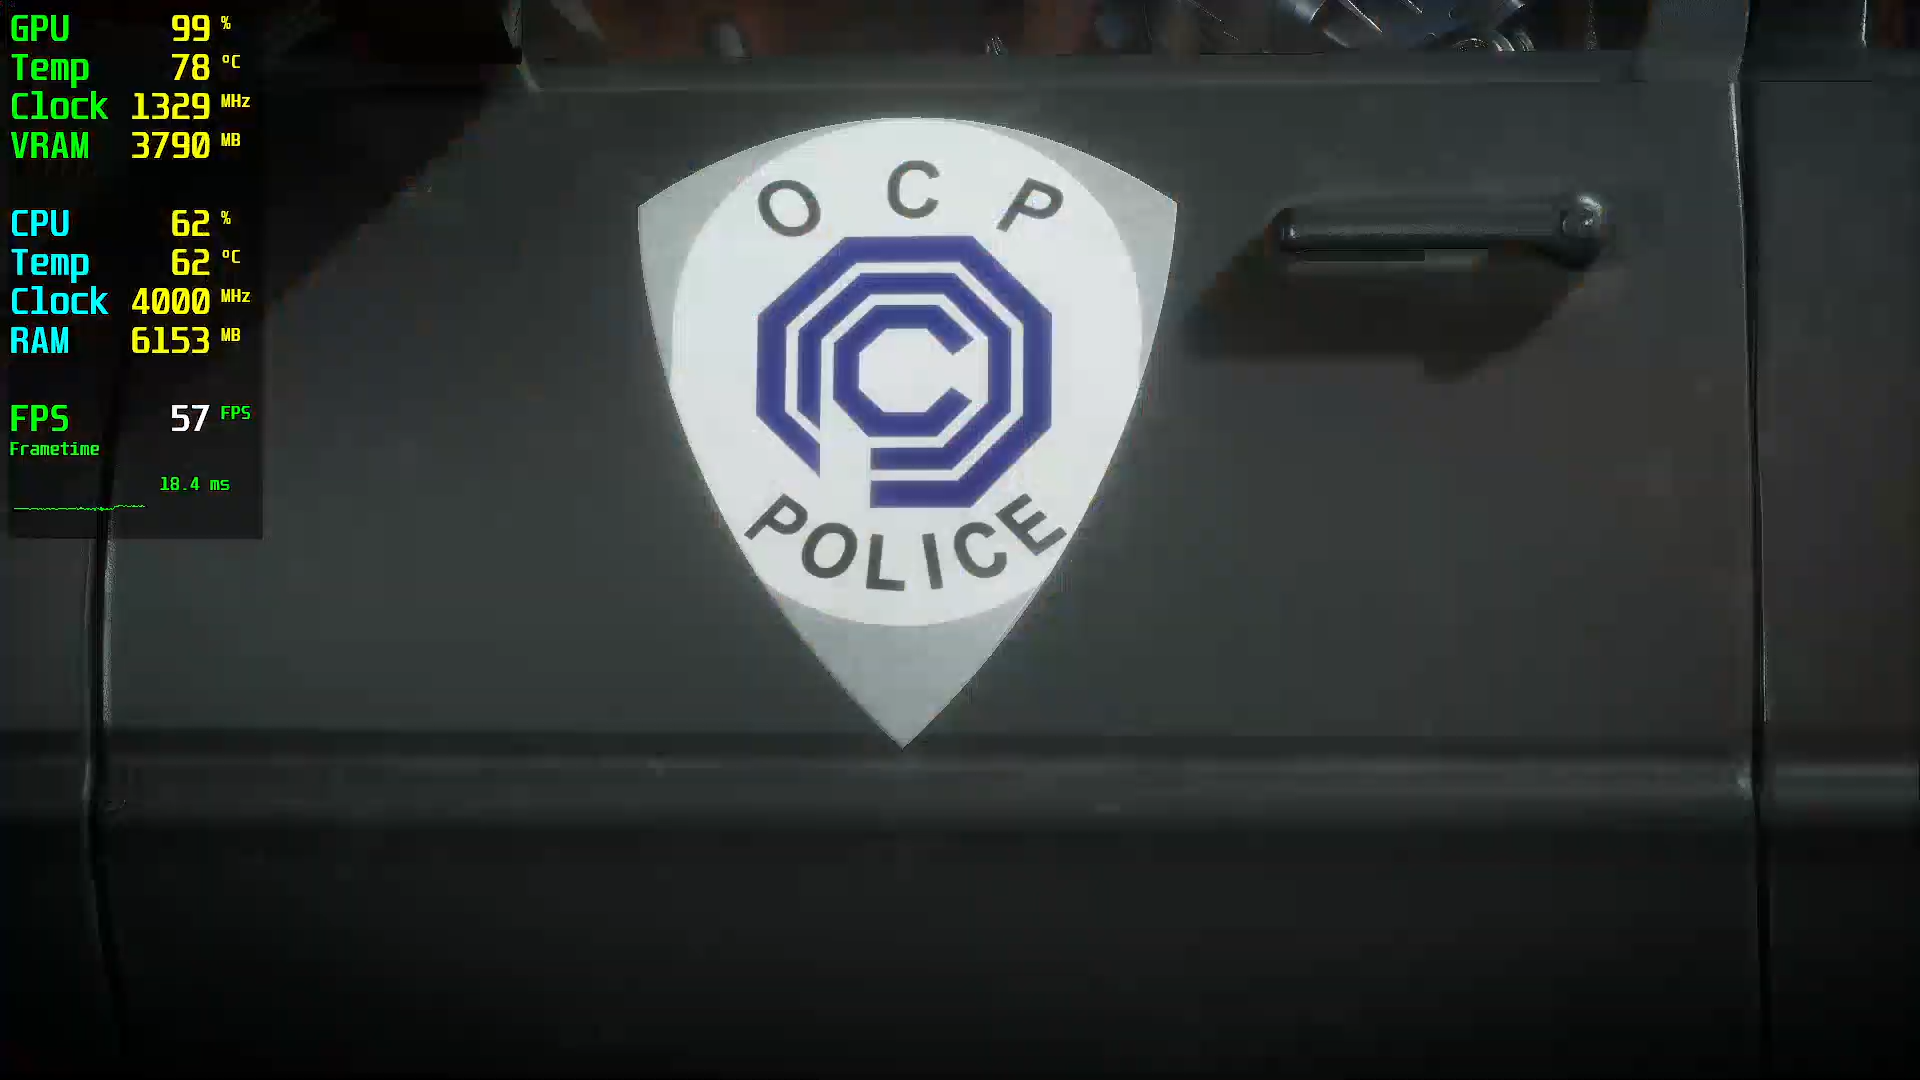 GPU 99 %
Temp 78 °C
Clock 1329 MHz
VRAM 3790 MB
CPU 62 %
Temp 62 °C
Clock 4000 MHz
RAM 6153 MB
FPS 57 FPS
Frametime
18.4 ms
O C P
POLICE